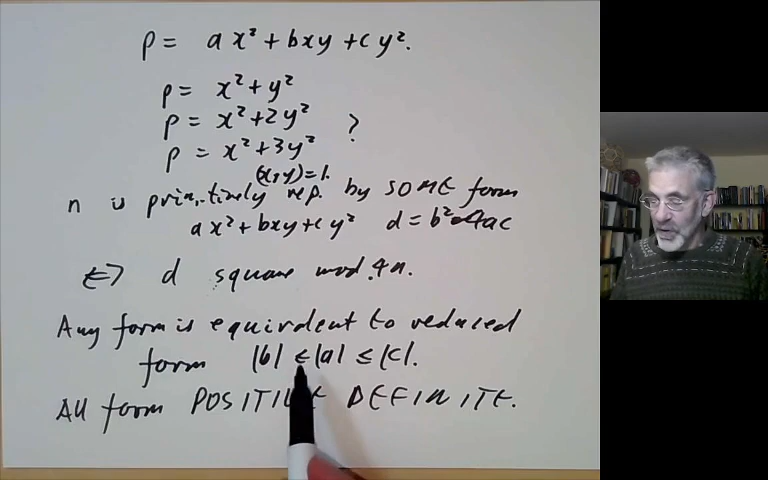 p = ax² + bxy + cy².
p = x² + y²
p = x² + 2y² ?
p = x² + 3y²
(x,y)=1.
n is primitively rep. by SOME form
ax² + bxy + cy² d = b² - 4ac
<=> d square mod 4n.
Any form is equivalent to reduced
form |b| ≤ |a| ≤ |c|.
All form POSITIVE DEFINITE.